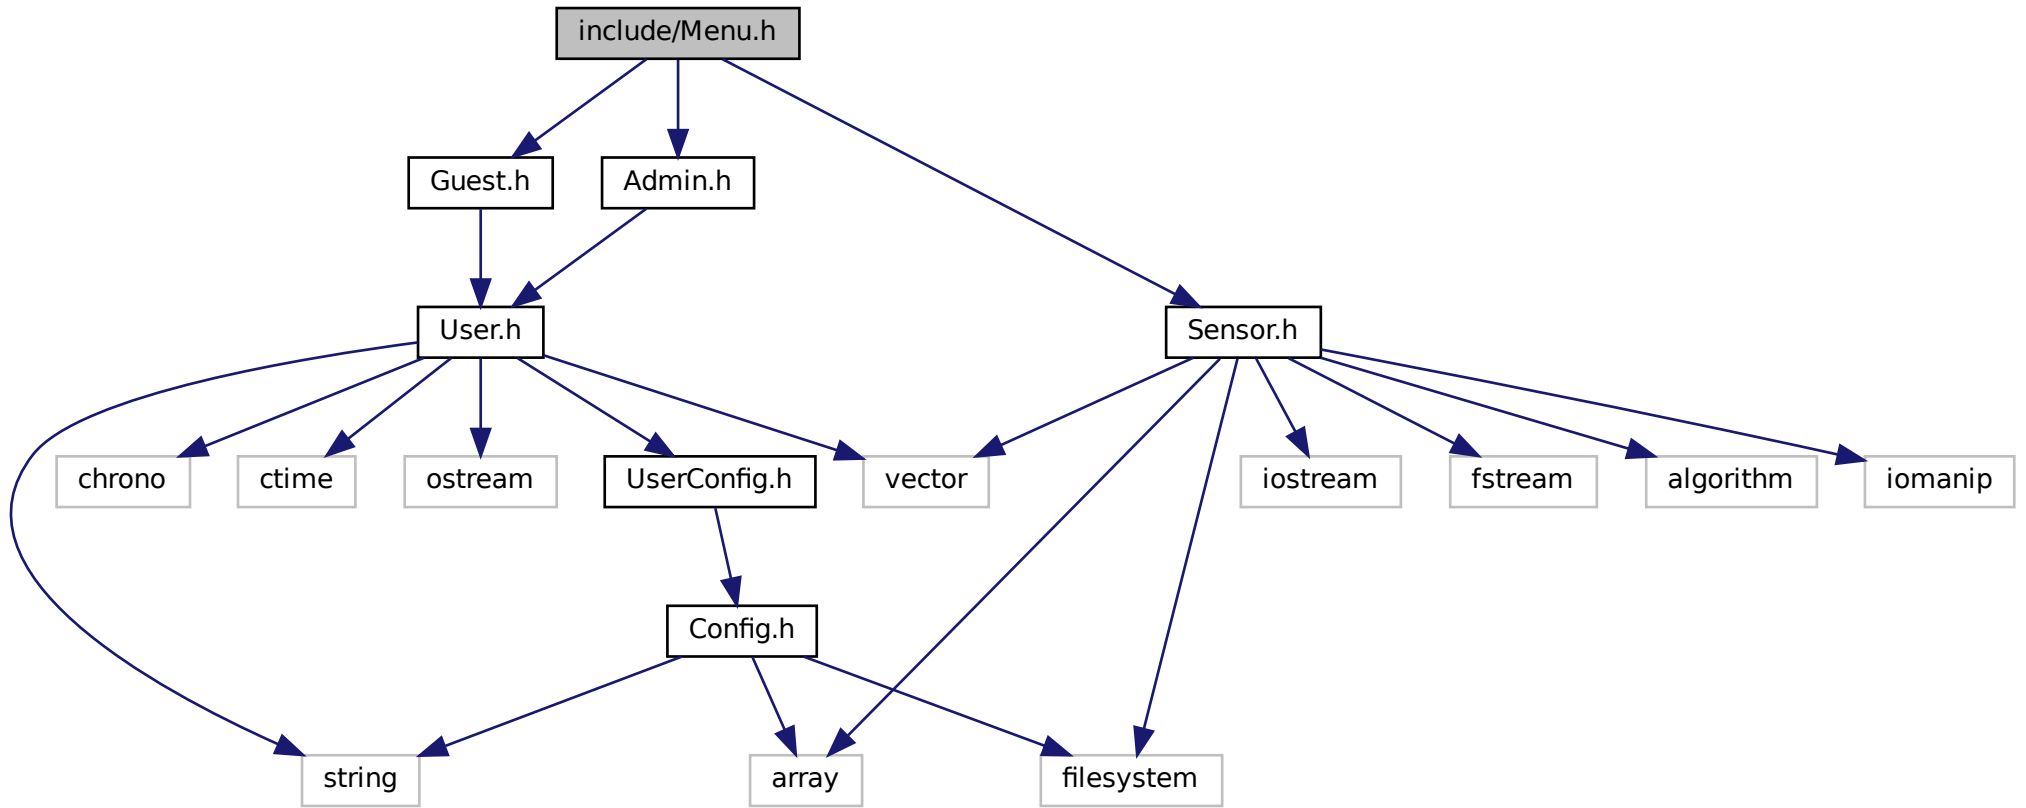 include/Menu.h
Guest.h
Admin.h
User.h
Sensor.h
chrono
ctime
ostream
UserConfig.h
vector
iostream
fstream
algorithm
iomanip
Config.h
string
array
filesystem